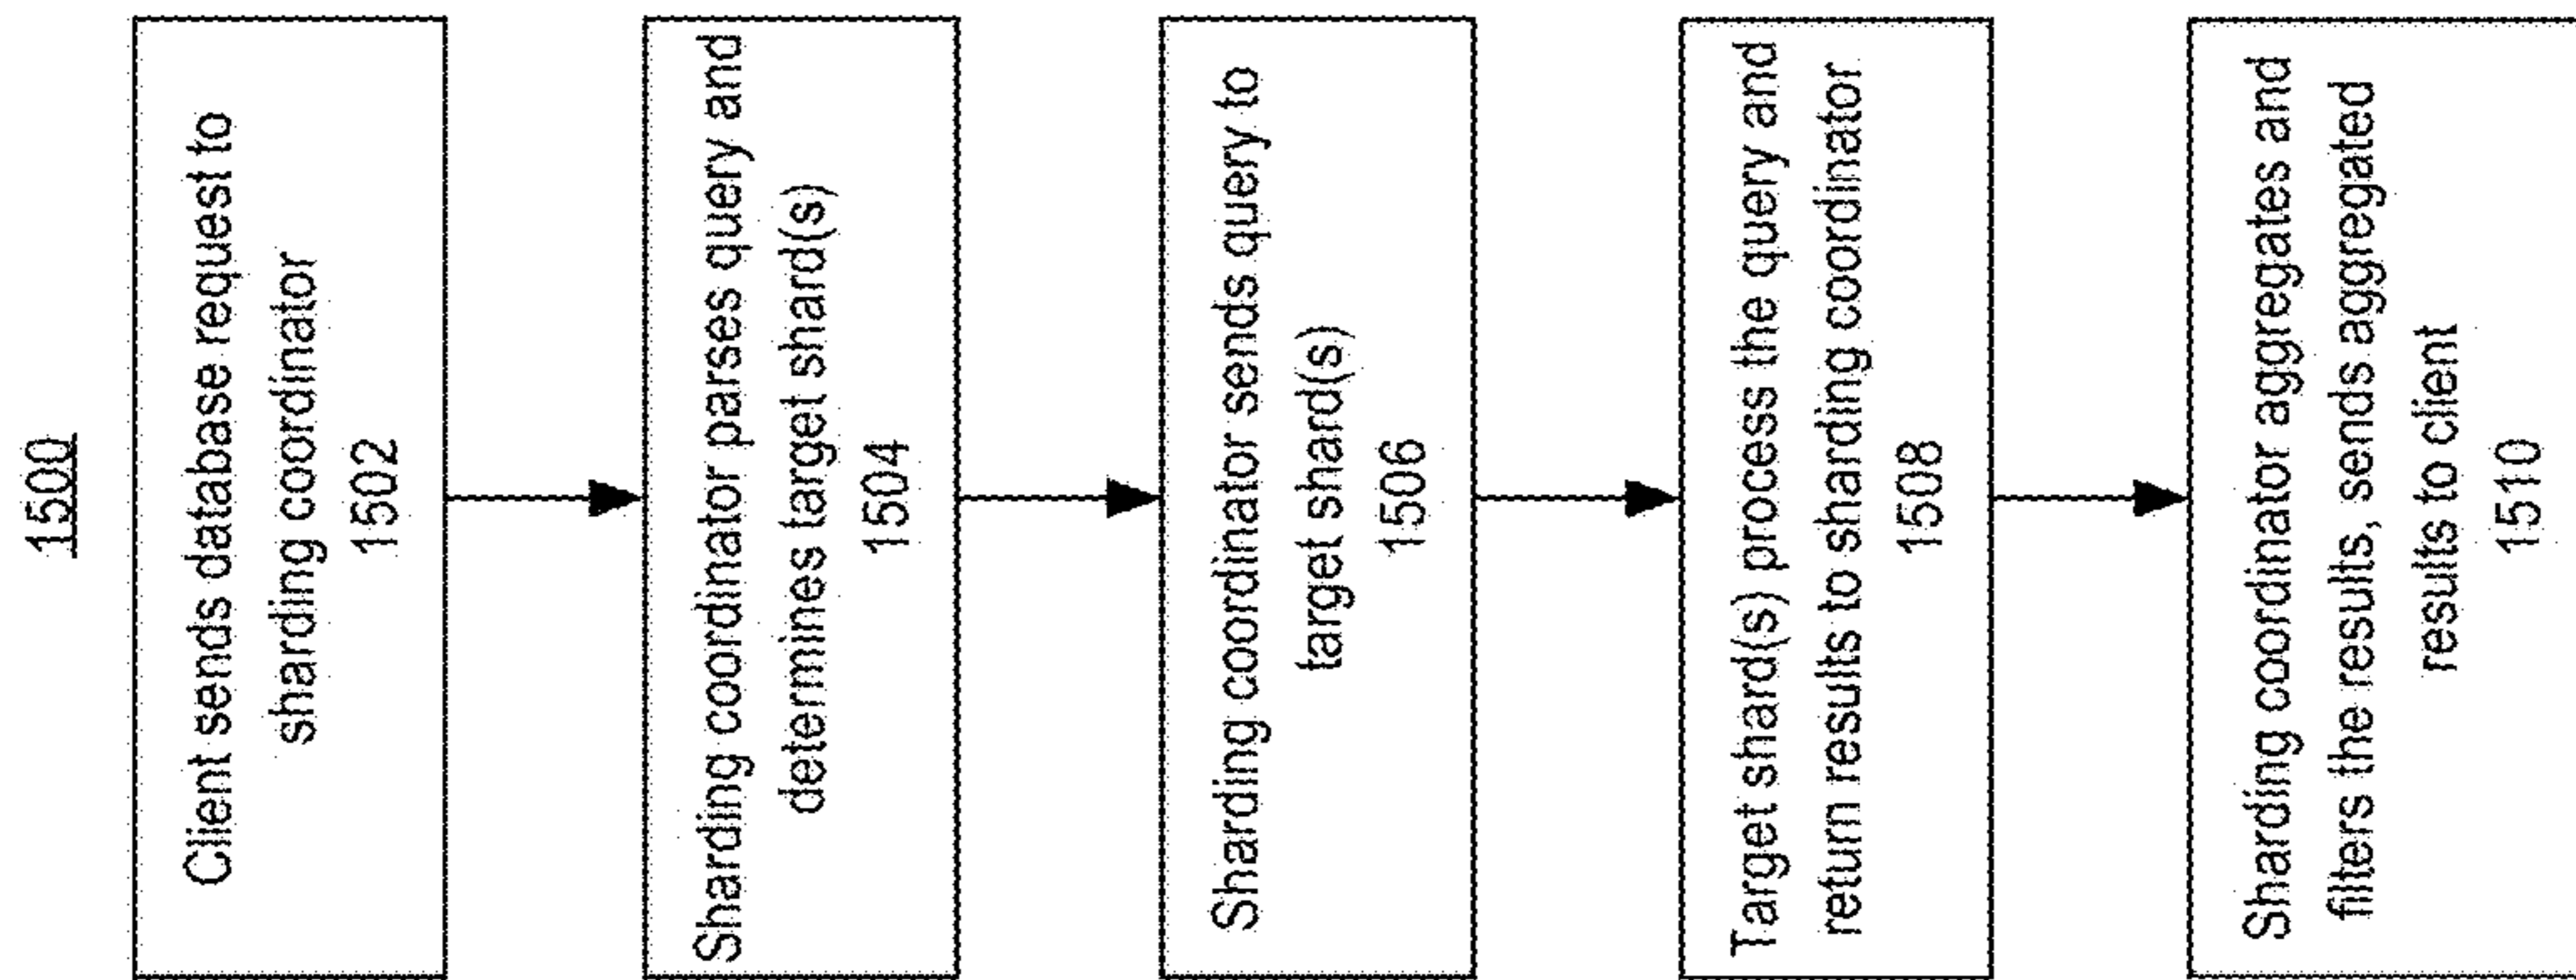 1500
Client sends database request to
sharding coordinator
1502
Sharding coordinator parses query and
determines target shard(s)
1504
Sharding coordinator sends query to
target shard(s)
1506
Target shard(s) process the query and
return results to sharding coordinator
1508
Sharding coordinator aggregates and
filters the results, sends aggregated
results to client
1510